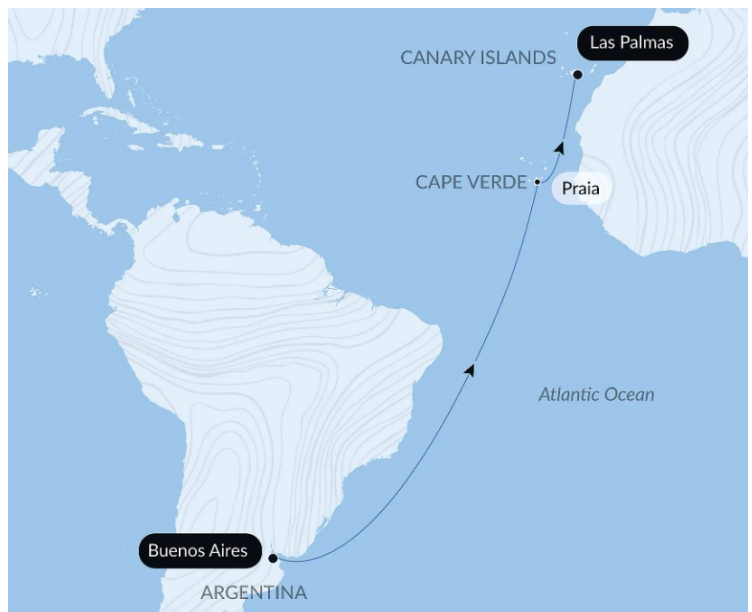 Las Palmas
CANARY ISLANDS
CAPE VERDE
Praia
Atlantic Ocean
Buenos Aires
ARGENTINA